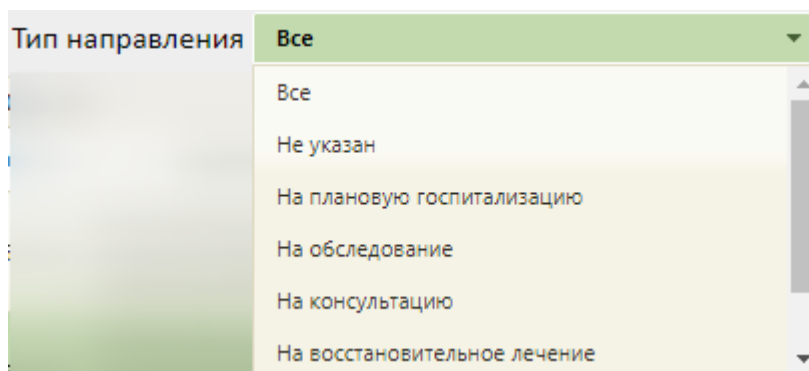 Тип направления Все
Все
Не указан
На плановую госпитализацию
На обследование
На консультацию
На восстановительное лечение